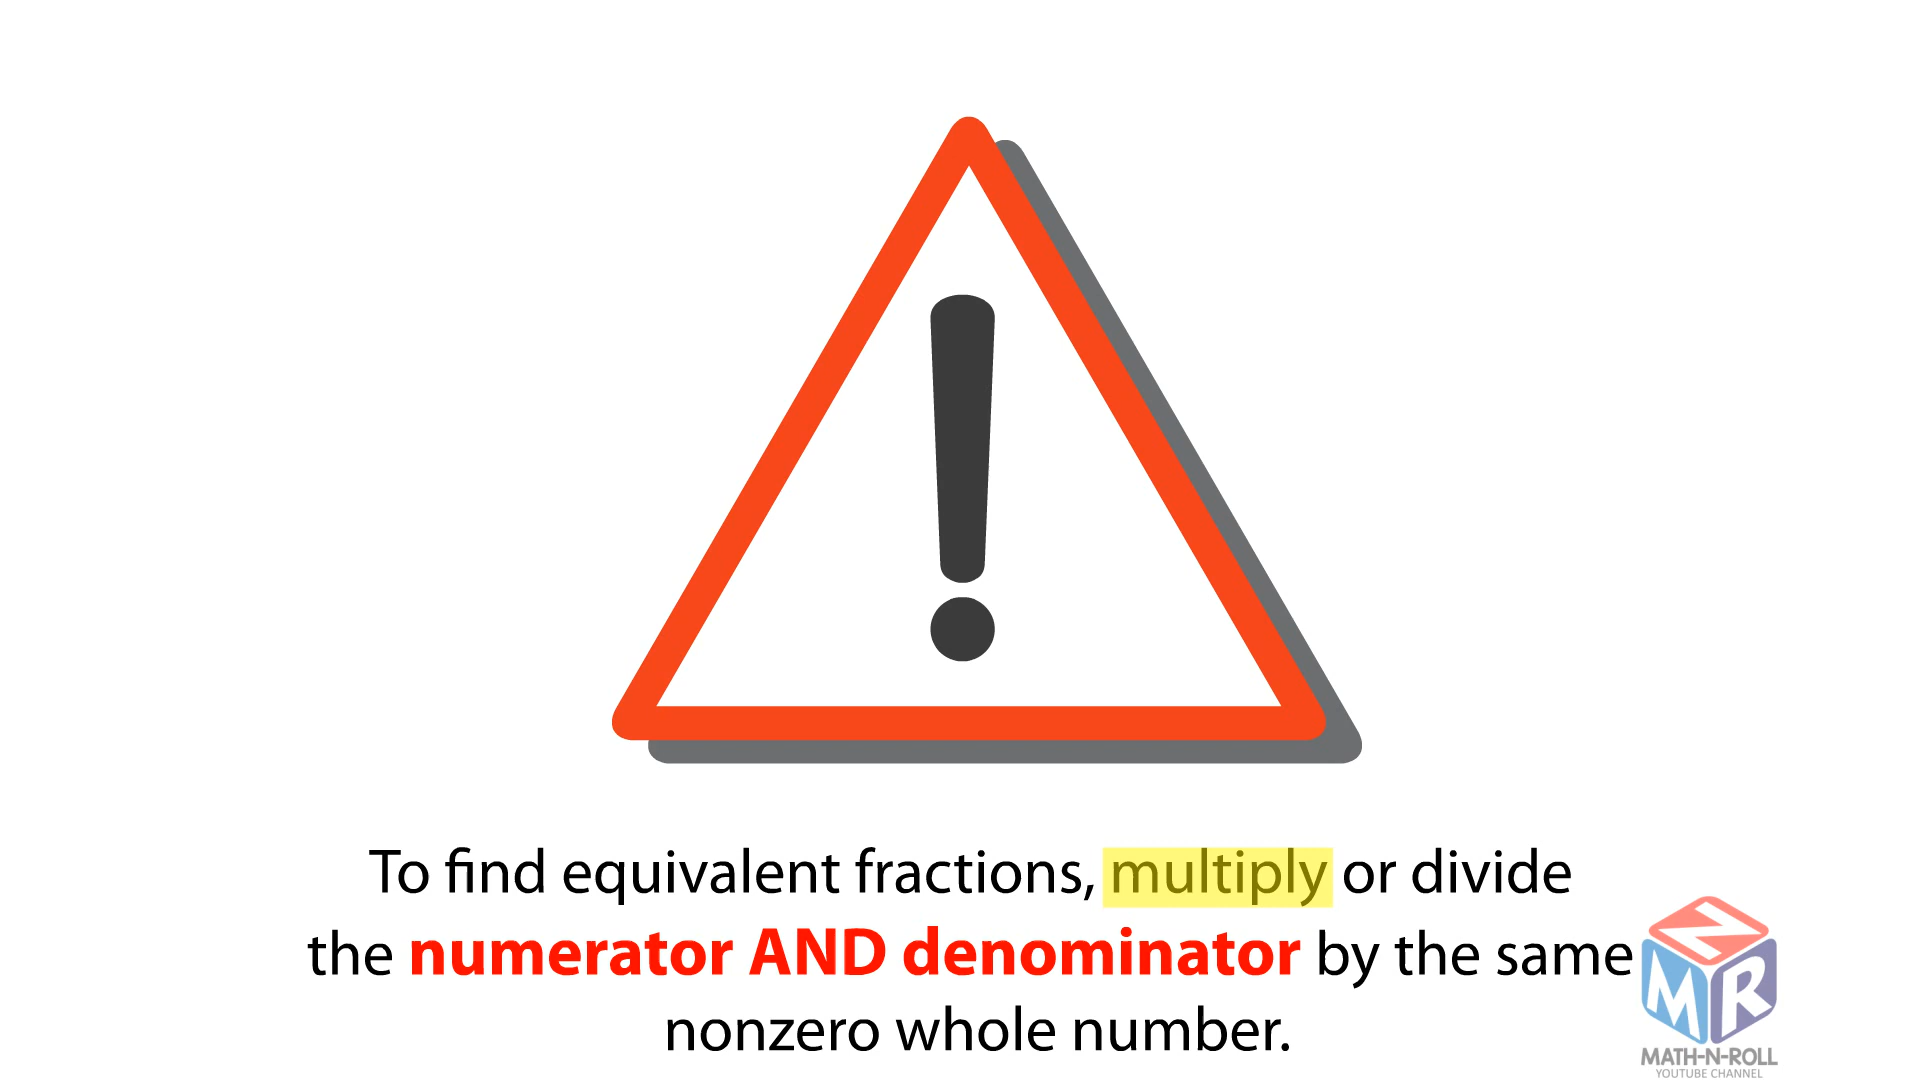 To find equivalent fractions, multiply or divide
the numerator AND denominator by the same
nonzero whole number.
N
M R
MATH-N-ROLL
YOUTUBE CHANNEL